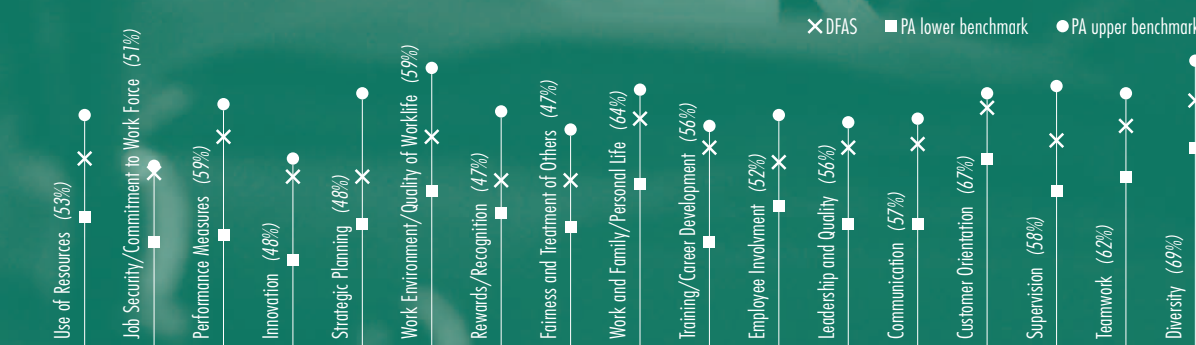 DFAS
PA lower benchmark
PA upper benchmark
Use of Resources (53%)
Job Security/Commitment to Work Force (51%)
Performance Measures (59%)
Innovation (48%)
Strategic Planning (48%)
Work Environment/Quality of Worklife (59%)
Rewards/Recognition (47%)
Fairness and Treatment of Others (47%)
Work and Family/Personal Life (64%)
Training/Career Development (56%)
Employee Involvment (52%)
Leadership and Quality (56%)
Communication (57%)
Customer Orientation (67%)
Supervision (58%)
Teamwork (62%)
Diversity (69%)